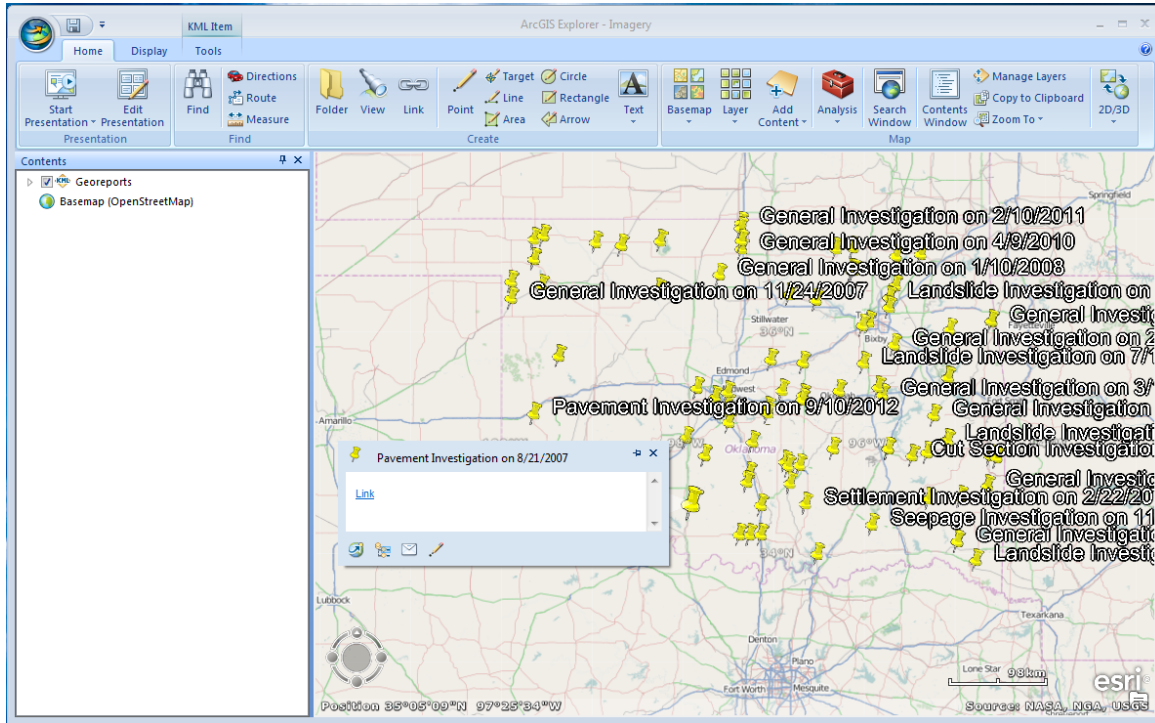 KML Item
ArcGIS Explorer - Imagery
Home
Display
Tools
Start Presentation
Edit Presentation
Presentation
Find
Directions
Route
Measure
Find
Folder
View
Link
Point
Target
Line
Area
Circle
Rectangle
Arrow
Text
Create
Basemap
Layer
Add Content
Analysis
Search Window
Contents Window
Manage Layers
Copy to Clipboard
Zoom To
Map
2D/3D
Contents
KML Georeports
Basemap (OpenStreetMap)
Springfield
General Investigation on 2/10/2011
General Investigation on 4/9/2010
General Investigation on 1/10/2008
General Investigation on 11/24/2007
Landslide Investigation on
General Investig
Stillwater
36°N
Fayetteville
Bixby
General Investigation on 2
Landslide Investigation on 7/1
Edmond
General Investigation on 3/
Pavement Investigation on 9/10/2012
General Investigation
Amarillo
Landslide Investigati
96°W
Oklahoma
Cut Section Investigatio
Pavement Investigation on 8/21/2007
Link
General Investig
Settlement Investigation on 2/22/20
Seepage Investigation on 11
General Investig
34°N
Landslide Investig
Lubbock
Texarkana
Denton
Plano
Lone Star
98km
Fort Worth
Mesquite
esri
Position 35°05'09"N 97°25'34"W
Source: NASA, NGA, USGS